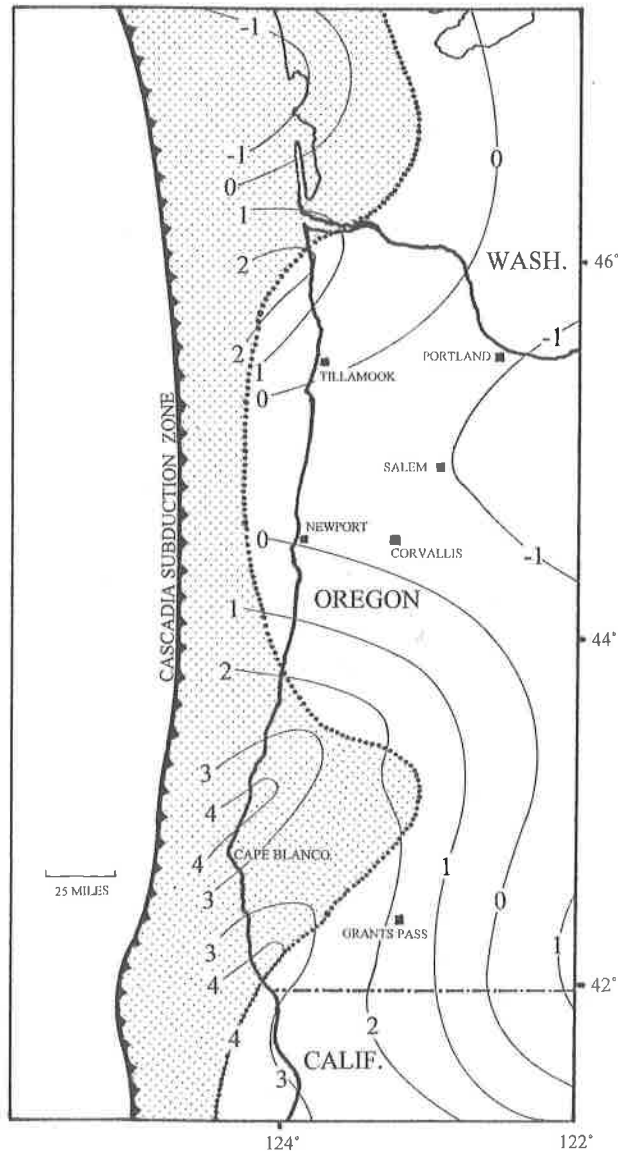 -1
-1
0
0
1
WASH.
46°
2
2
1
0
PORTLAND
-1
TILLAMOOK
SALEM
CASCADIA SUBDUCTION ZONE
NEWPORT
0
CORVALLIS
-1
OREGON
1
44°
2
3
4
4
CAPE BLANCO
25 MILES
3
1
0
3
GRANTS PASS
1
4
42°
4
2
CALIF.
3
124°
122°